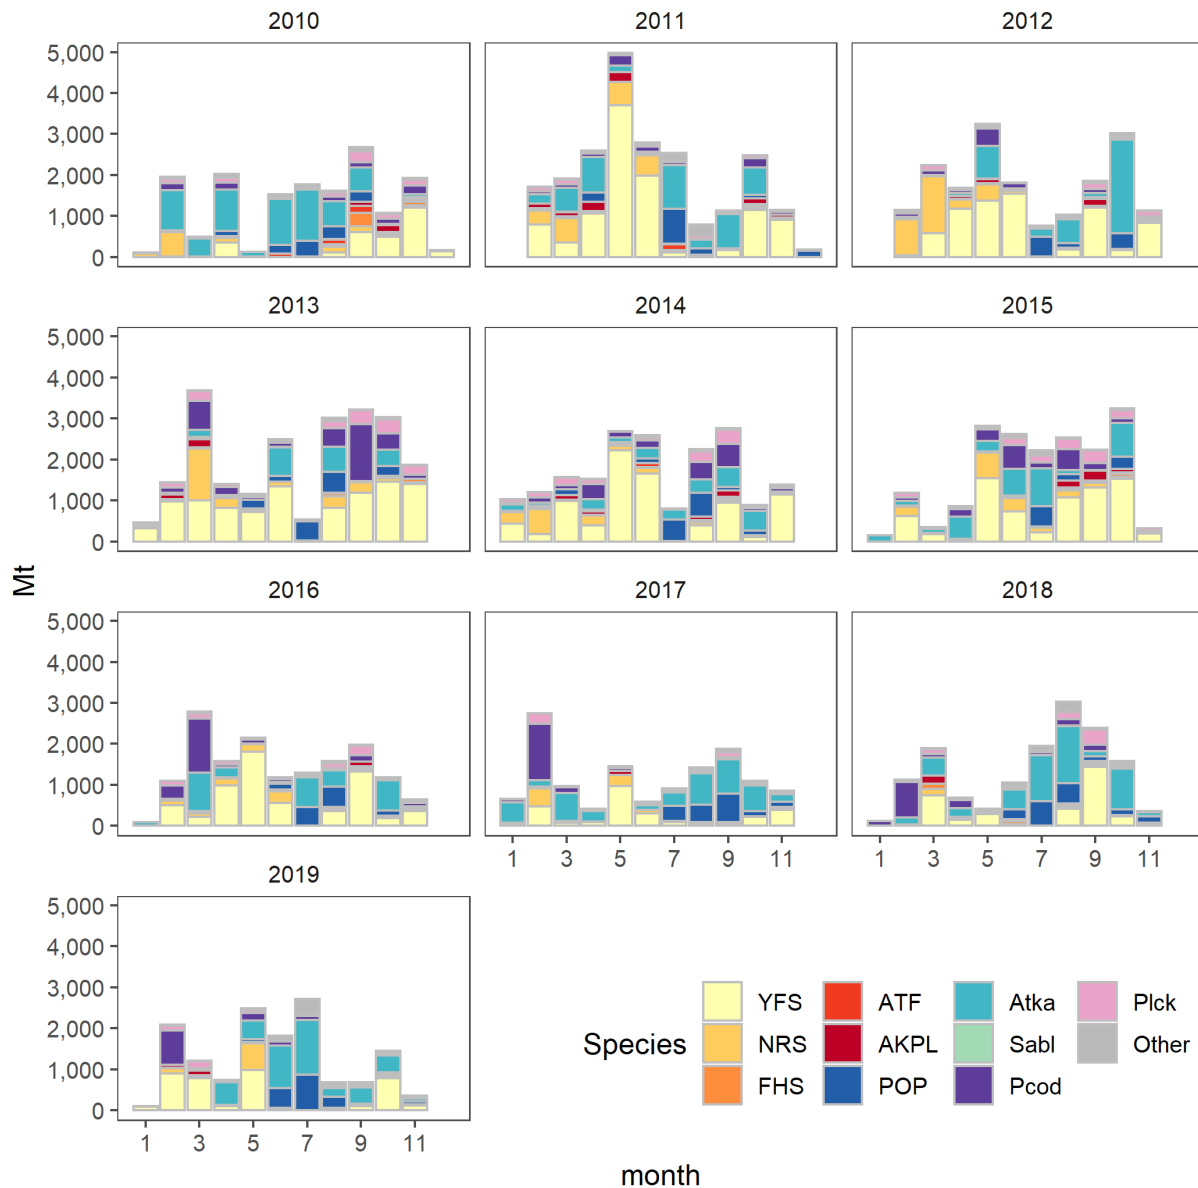 2010 2011 2012
5,000
4,000
3,000
2,000
1,000
0
2013 2014 2015
5,000
4,000
3,000
2,000
1,000
0
Mt
2016 2017 2018
5,000
4,000
3,000
2,000
1,000
0
1 3 5 7 9 11 1 3 5 7 9 11
2019
5,000
4,000
3,000
2,000
1,000
0
1 3 5 7 9 11
month
Species
YFS ATF Atka Plck
NRS AKPL Sabl Other
FHS POP Pcod